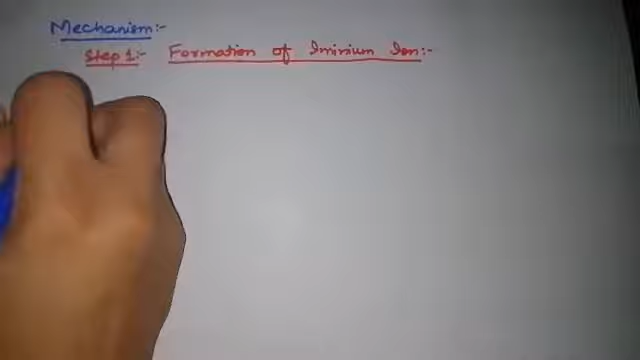 Mechanism:-
Step 1:- Formation of Iminium Ion:-